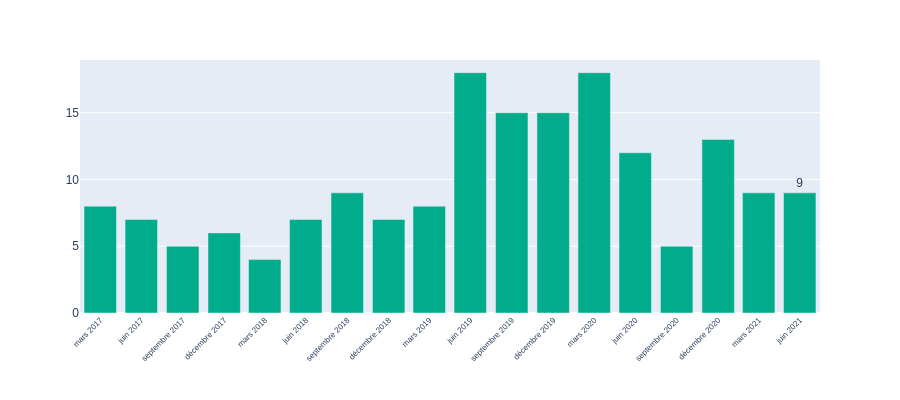 15
10
5
0
9
mars 2017
juin 2017
septembre 2017
décembre 2017
mars 2018
juin 2018
septembre 2018
décembre 2018
mars 2019
juin 2019
septembre 2019
décembre 2019
mars 2020
juin 2020
septembre 2020
décembre 2020
mars 2021
juin 2021